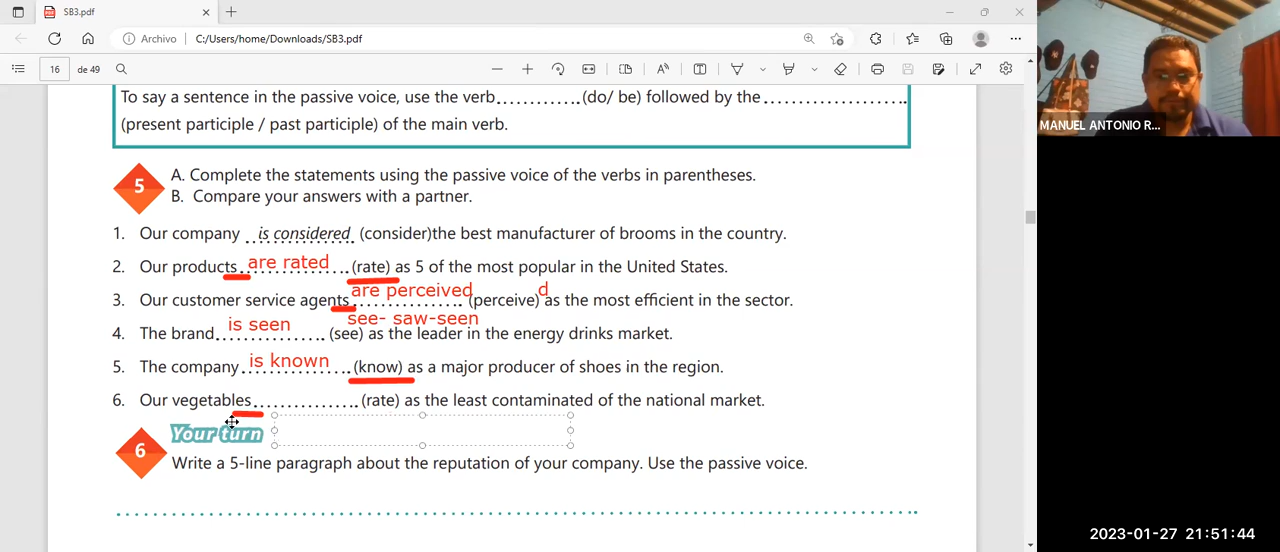 SB3.pdf
Archivo C:/Users/home/Downloads/SB3.pdf
16 de 49
To say a sentence in the passive voice, use the verb............(do/ be) followed by the.....................
(present participle / past participle) of the main verb.
5
A. Complete the statements using the passive voice of the verbs in parentheses.
B. Compare your answers with a partner.
1. Our company ..is considered.. (consider)the best manufacturer of brooms in the country.
2. Our products are rated (rate) as 5 of the most popular in the United States.
3. Our customer service agents are perceived (perceive) d as the most efficient in the sector.
see- saw-seen
4. The brand is seen (see) as the leader in the energy drinks market.
5. The company is known (know) as a major producer of shoes in the region.
6. Our vegetables................ (rate) as the least contaminated of the national market.
Your turn
6
Write a 5-line paragraph about the reputation of your company. Use the passive voice.
MANUEL ANTONIO R...
2023-01-27 21:51:44